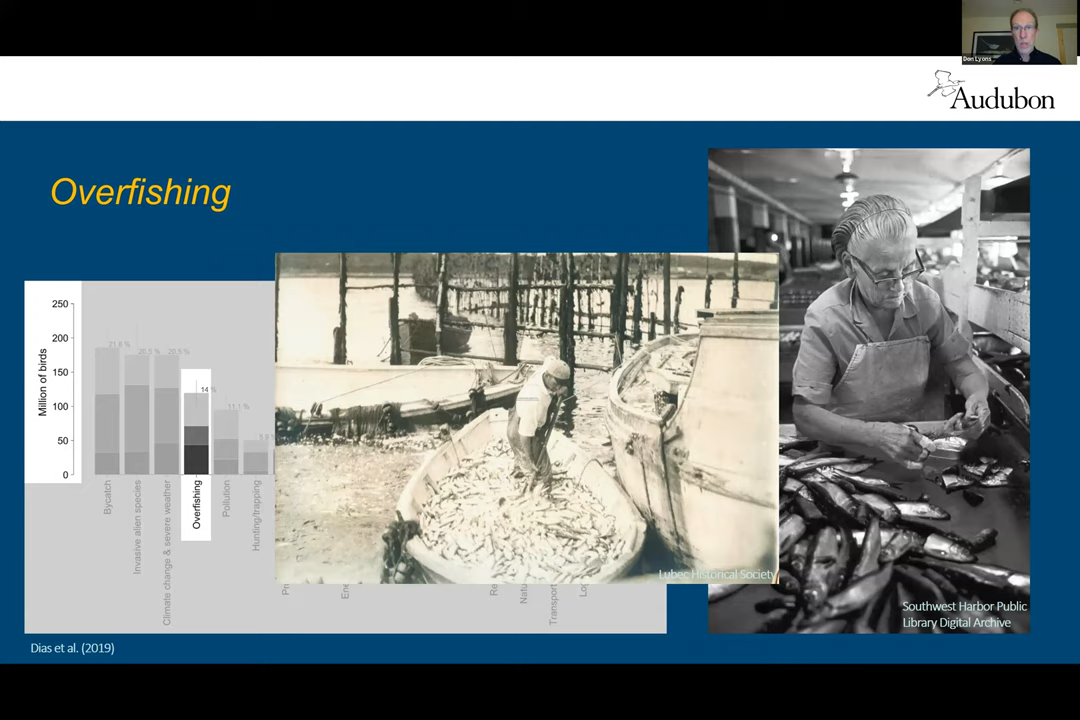 Don Lyons
Audubon
Overfishing
Million of birds
250
200
150
100
50
0
21.6 %
20.5 %
20.5 %
14 %
11.1 %
Bycatch
Invasive alien species
Climate change & severe weather
Overfishing
Pollution
Hunting/trapping
Lubec Historical Society
Southwest Harbor Public
Library Digital Archive
Dias et al. (2019)